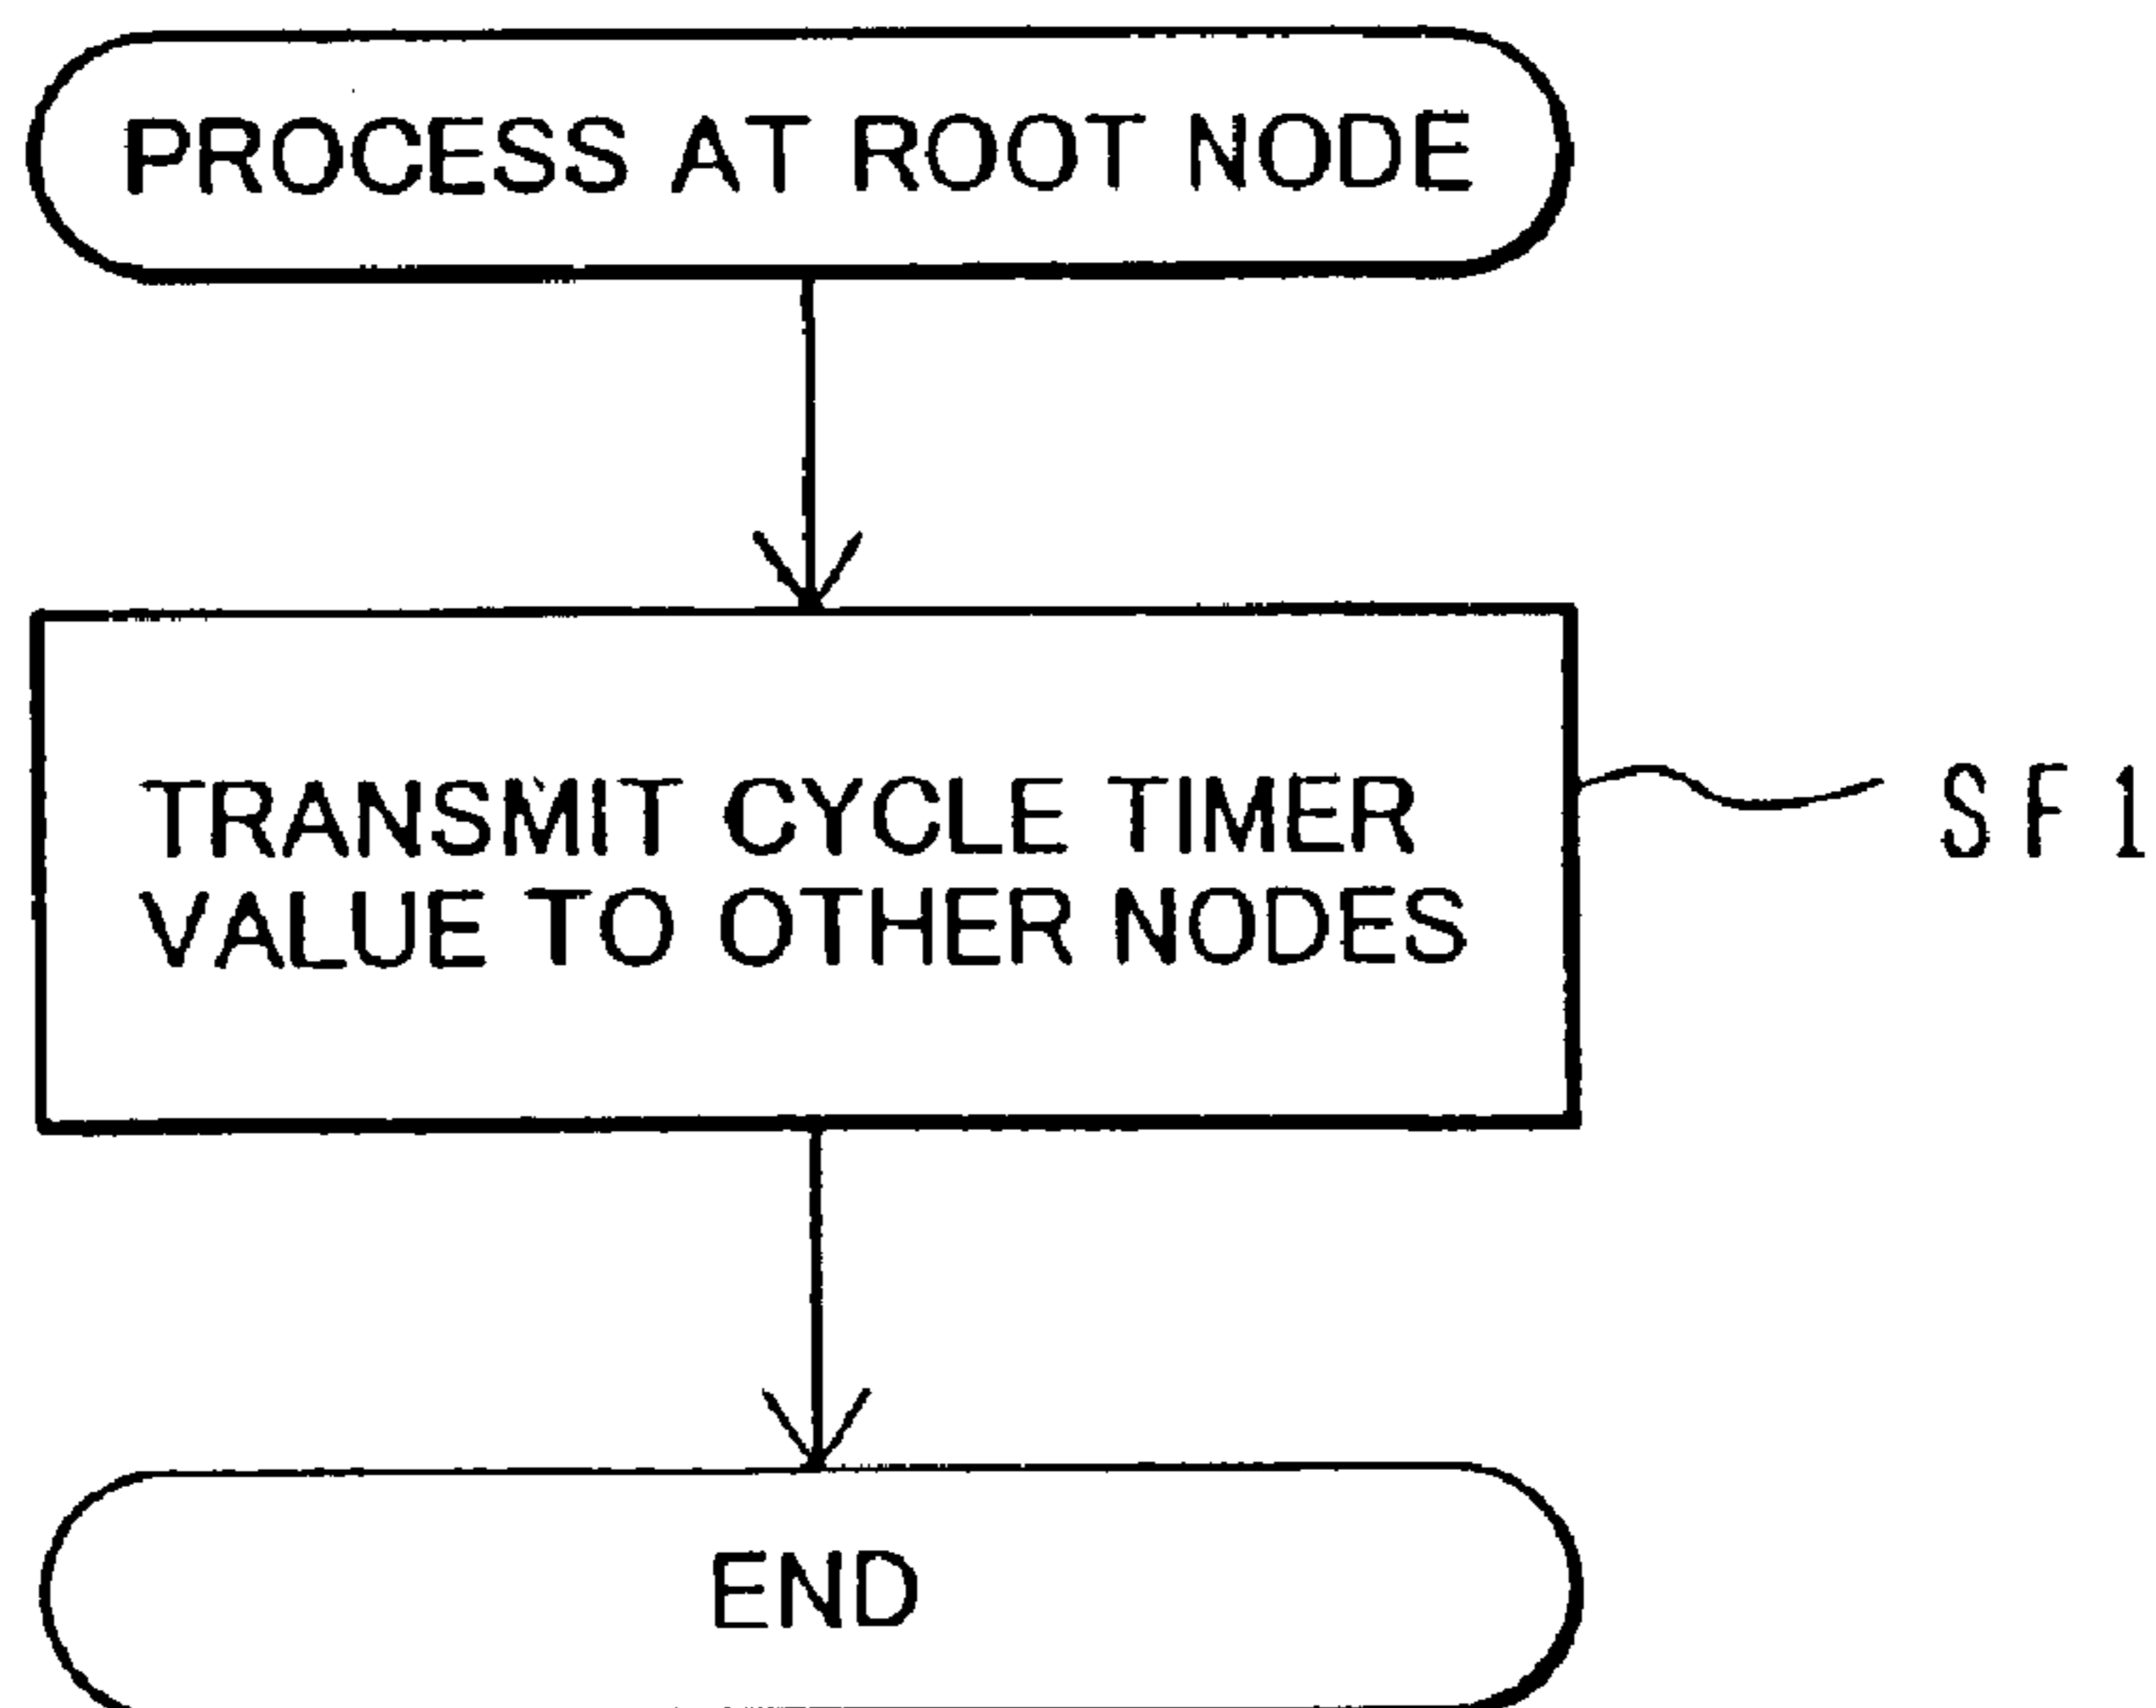 PROCESS AT ROOT NODE
TRANSMIT CYCLE TIMER
VALUE TO OTHER NODES
SF1
END